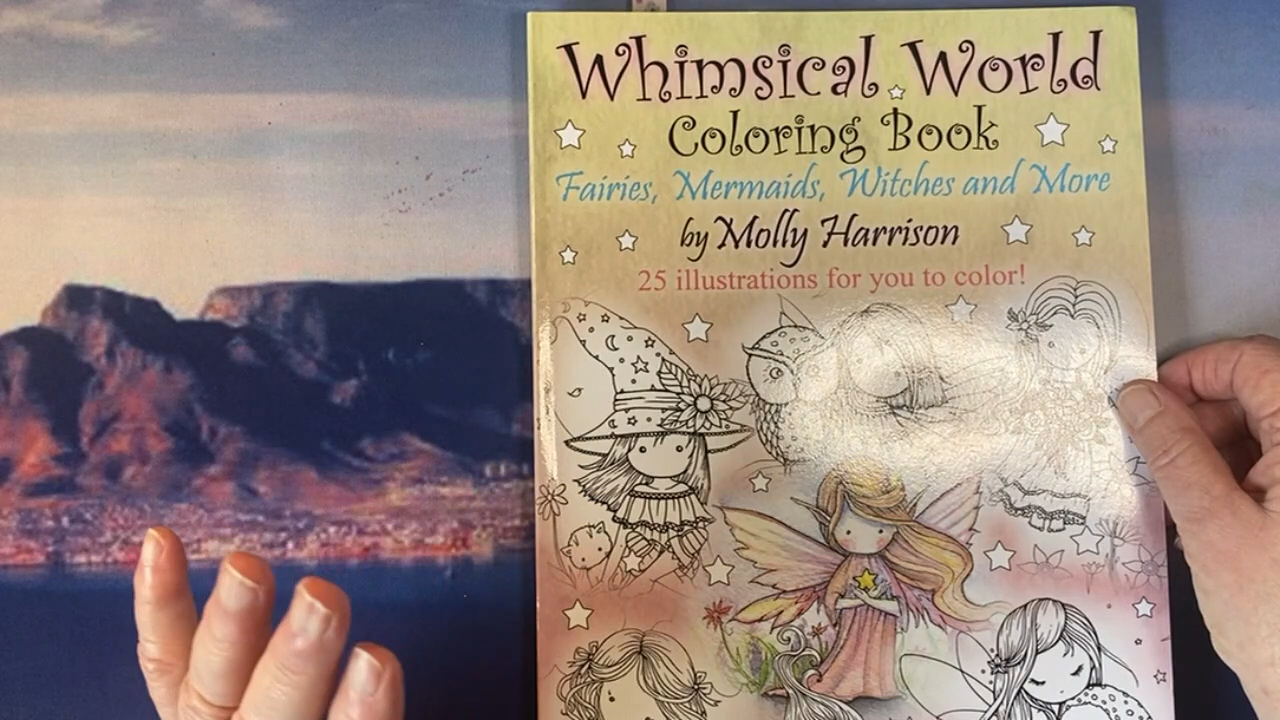 Whimsical World
Coloring Book
Fairies, Mermaids, Witches and More
by Molly Harrison
25 illustrations for you to color!